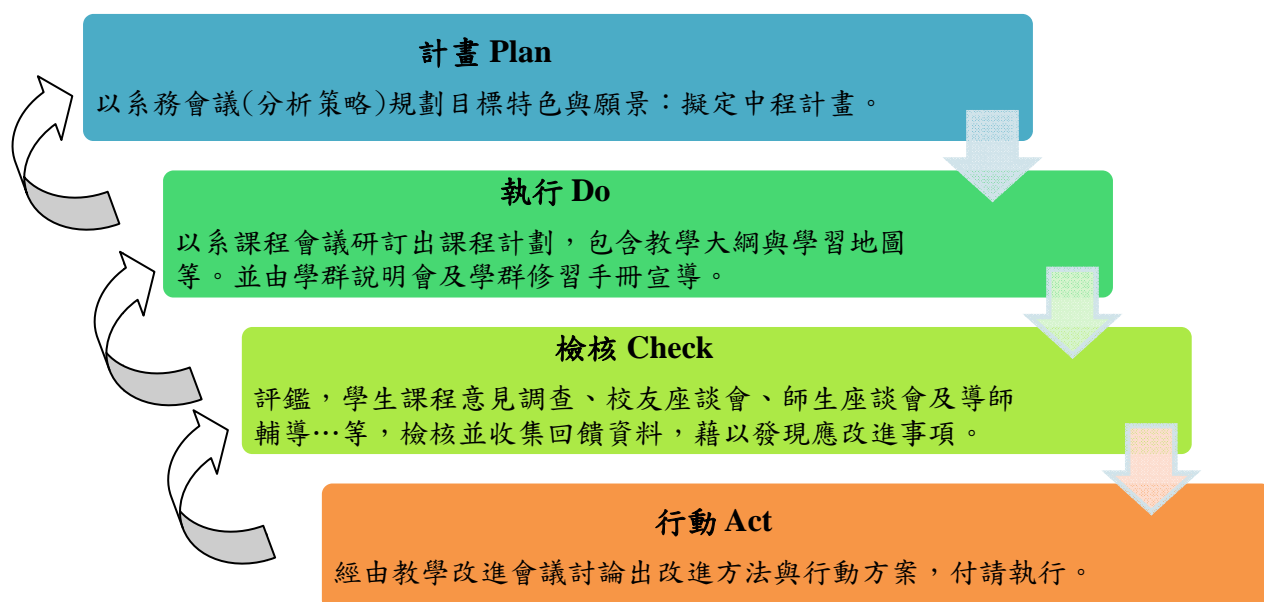 計畫 Plan
以系務會議(分析策略)規劃目標特色與願景：擬定中程計畫。
執行 Do
以系課程會議研訂出課程計劃，包含教學大綱與學習地圖
等。並由學群說明會及學群修習手冊宣導。
檢核 Check
評鑑，學生課程意見調查、校友座談會、師生座談會及導師
輔導…等，檢核並收集回饋資料，藉以發現應改進事項。
行動 Act
經由教學改進會議討論出改進方法與行動方案，付請執行。